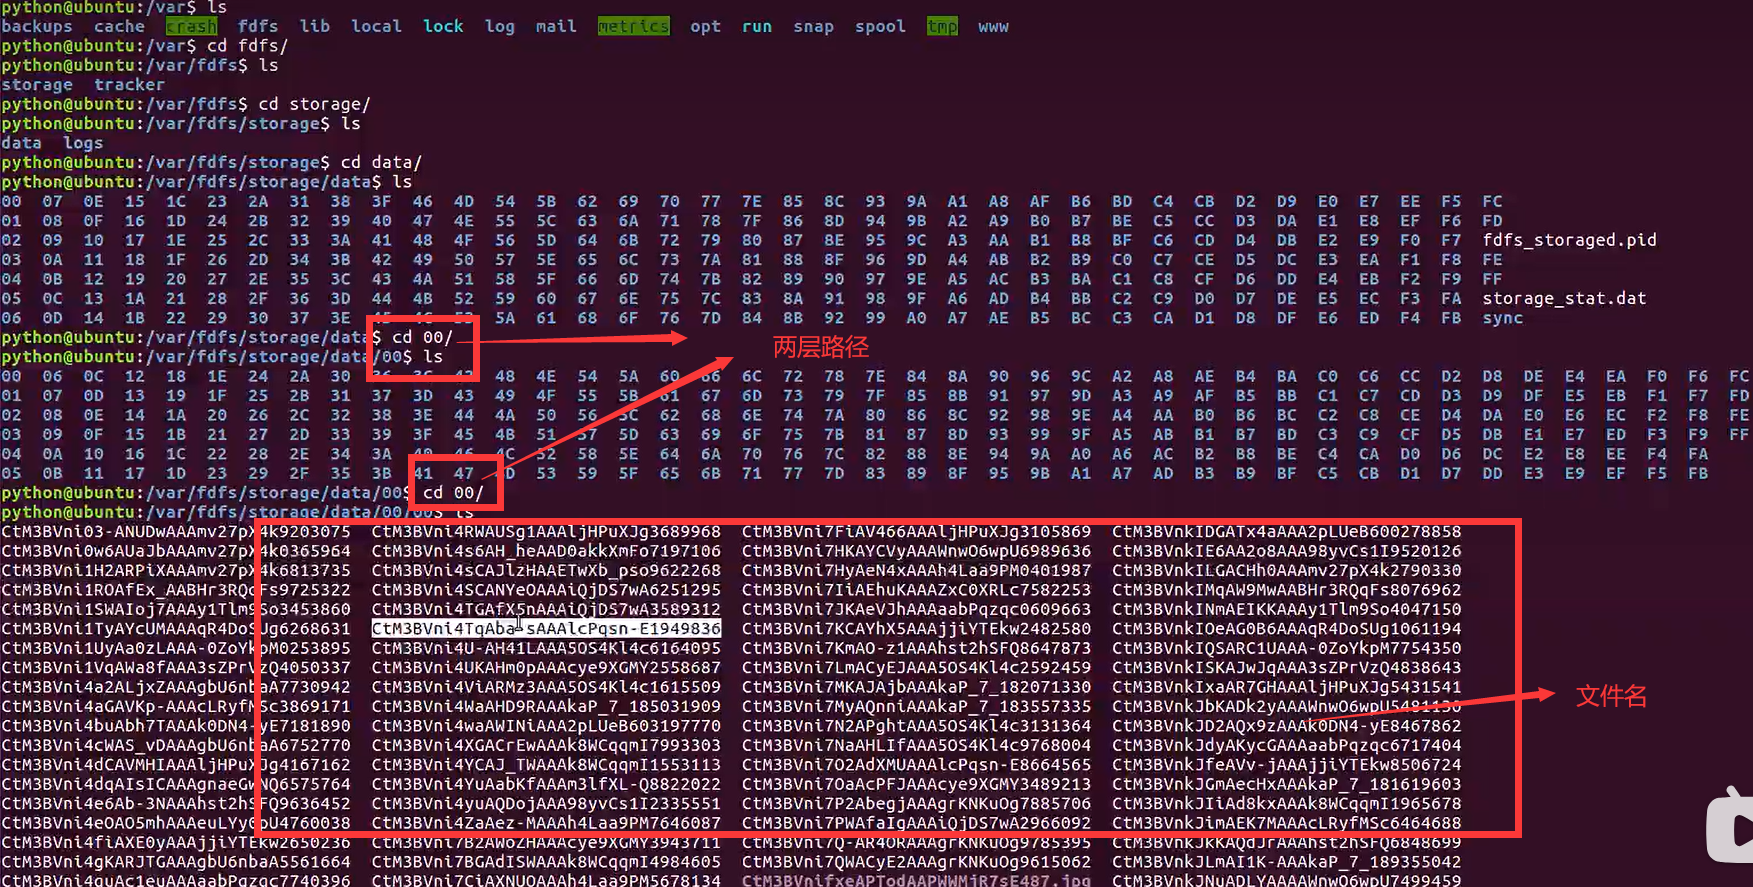 python@ubuntu:/var$ ls
backups cache crash fdfs lib local lock log mail metrics opt run snap spool tmp www
python@ubuntu:/var$ cd fdfs/
python@ubuntu:/var/fdfs$ ls
storage tracker
python@ubuntu:/var/fdfs$ cd storage/
python@ubuntu:/var/fdfs/storage$ ls
data logs
python@ubuntu:/var/fdfs/storage$ cd data/
python@ubuntu:/var/fdfs/storage/data$ ls
00 07 0E 15 1C 23 2A 31 38 3F 46 4D 54 5B 62 69 70 77 7E 85 8C 93 9A A1 A8 AF B6 BD C4 CB D2 D9 E0 E7 EE F5 FC
01 08 0F 16 1D 24 2B 32 39 40 47 4E 55 5C 63 6A 71 78 7F 86 8D 94 9B A2 A9 B0 B7 BE C5 CC D3 DA E1 E8 EF F6 FD
02 09 10 17 1E 25 2C 33 3A 41 48 4F 56 5D 64 6B 72 79 80 87 8E 95 9C A3 AA B1 B8 BF C6 CD D4 DB E2 E9 F0 F7 fdfs_storaged.pid
03 0A 11 18 1F 26 2D 34 3B 42 49 50 57 5E 65 6C 73 7A 81 88 8F 96 9D A4 AB B2 B9 C0 C7 CE D5 DC E3 EA F1 F8 FE
04 0B 12 19 20 27 2E 35 3C 43 4A 51 58 5F 66 6D 74 7B 82 89 90 97 9E A5 AC B3 BA C1 C8 CF D6 DD E4 EB F2 F9 FF
05 0C 13 1A 21 28 2F 36 3D 44 4B 52 59 60 67 6E 75 7C 83 8A 91 98 9F A6 AD B4 BB C2 C9 D0 D7 DE E5 EC F3 FA storage_stat.dat
06 0D 14 1B 22 29 30 37 3E 45 4C 53 5A 61 68 6F 76 7D 84 8B 92 99 A0 A7 AE B5 BC C3 CA D1 D8 DF E6 ED F4 FB sync
python@ubuntu:/var/fdfs/storage/data$ cd 00/
python@ubuntu:/var/fdfs/storage/data/00$ ls
两层路径
00 06 0C 12 18 1E 24 2A 30 36 3C 42 48 4E 54 5A 60 66 6C 72 78 7E 84 8A 90 96 9C A2 A8 AE B4 BA C0 C6 CC D2 D8 DE E4 EA F0 F6 FC
01 07 0D 13 19 1F 25 2B 31 37 3D 43 49 4F 55 5B 61 67 6D 73 79 7F 85 8B 91 97 9D A3 A9 AF B5 BB C1 C7 CD D3 D9 DF E5 EB F1 F7 FD
02 08 0E 14 1A 20 26 2C 32 38 3E 44 4A 50 56 5C 62 68 6E 74 7A 80 86 8C 92 98 9E A4 AA B0 B6 BC C2 C8 CE D4 DA E0 E6 EC F2 F8 FE
03 09 0F 15 1B 21 27 2D 33 39 3F 45 4B 51 57 5D 63 69 6F 75 7B 81 87 8D 93 99 9F A5 AB B1 B7 BD C3 C9 CF D5 DB E1 E7 ED F3 F9 FF
04 0A 10 16 1C 22 28 2E 34 3A 40 46 4C 52 58 5E 64 6A 70 76 7C 82 88 8E 94 9A A0 A6 AC B2 B8 BE C4 CA D0 D6 DC E2 E8 EE F4 FA
05 0B 11 17 1D 23 29 2F 35 3B 41 47 4D 53 59 5F 65 6B 71 77 7D 83 89 8F 95 9B A1 A7 AD B3 B9 BF C5 CB D1 D7 DD E3 E9 EF F5 FB
python@ubuntu:/var/fdfs/storage/data/00$ cd 00/
python@ubuntu:/var/fdfs/storage/data/00/00$ ls
CtM3BVni03-ANUDwAAAmv27pX4k9203075 CtM3BVni4RWAUSg1AAAljHPuXJg3689968 CtM3BVni7FiAV466AAAljHPuXJg3105869 CtM3BVnkIDGATx4aAAA2pLUeB600278858
CtM3BVni0w6AUaJbAAAmv27pX4k0365964 CtM3BVni4s6AH_heAAD0akkXmFo7197106 CtM3BVni7HKAYCVyAAAWnwO6wpU6989636 CtM3BVnkIE6AA2o8AAA98yvCs1I9520126
CtM3BVni1H2ARPiXAAAmv27pX4k6813735 CtM3BVni4sCAJlzHAAETwXb_pso9622268 CtM3BVni7HyAeN4xAAAh4Laa9PM0401987 CtM3BVnkILGACHh0AAAmv27pX4k2790330
CtM3BVni1ROAfEx_AABHr3RQqFs9725322 CtM3BVni4SCANYeOAAAiQjDS7wA6251295 CtM3BVni7IiAEhuKAAAZxC0XRLc7582253 CtM3BVnkIMqAW9MwAABHr3RQqFs8076962
CtM3BVni1SWAIoj7AAAy1Tlm9So3453860 CtM3BVni4TGAfX5nAAAiQjDS7wA3589312 CtM3BVni7JKAeVJhAAAaabPqzqc0609663 CtM3BVnkINmAEIKKAAAy1Tlm9So4047150
CtM3BVni1TyAYcUMAAAqR4DoSUg6268631 CtM3BVni4TqAba-sAAAlcPqsn-E1949836 CtM3BVni7KCAYhX5AAAjjiYTEkw2482580 CtM3BVnkIOeAG0B6AAAqR4DoSUg1061194
CtM3BVni1UyAa0zLAAA-0ZoYkpM0253895 CtM3BVni4U-AH41LAAA5OS4Kl4c6164095 CtM3BVni7KmAO-z1AAAhst2hSFQ8647873 CtM3BVnkIQSARC1UAAA-0ZoYkpM7754350
CtM3BVni1VqAWa8fAAA3sZPrVzQ4050337 CtM3BVni4UKAHm0pAAAcye9XGMY2558687 CtM3BVni7LmACyEJAAA5OS4Kl4c2592459 CtM3BVnkISKAJwJqAAA3sZPrVzQ4838643
CtM3BVni4a2ALjxZAAAgbU6nbaA7730942 CtM3BVni4ViARMz3AAA5OS4Kl4c1615509 CtM3BVni7MKAJAjbAAAkaP_7_182071330 CtM3BVnkIxaAR7GHAAAljHPuXJg5431541
CtM3BVni4aGAVKp-AAAcLRyfMSc3869171 CtM3BVni4WaAHD9RAAAkaP_7_185031909 CtM3BVni7MyAQnniAAAkaP_7_183557335 CtM3BVnkJbKADk2yAAAWnwO6wpU5481130
文件名
CtM3BVni4buAbh7TAAAk0DN4-yE7181890 CtM3BVni4waAWINiAAA2pLUeB603197770 CtM3BVni7N2APghtAAA5OS4Kl4c3131364 CtM3BVnkJD2AQx9zAAAk0DN4-yE8467862
CtM3BVni4cWAS_vDAAAgbU6nbaA6752770 CtM3BVni4XGACrEwAAAk8WCqqmI7993303 CtM3BVni7NaAHLIfAAA5OS4Kl4c9768004 CtM3BVnkJdyAKycGAAAaabPqzqc6717404
CtM3BVni4dCAVMHIAAAljHPuXJg4167162 CtM3BVni4YCAJ_TWAAAk8WCqqmI1553113 CtM3BVni7O2AdXMUAAAlcPqsn-E8664565 CtM3BVnkJfeAVv-jAAAjjiYTEkw8506724
CtM3BVni4dqAIsICAAAgnaeGwNQ6575764 CtM3BVni4YuAabKfAAAm3lfXL-Q8822022 CtM3BVni7OaAcPFJAAAcye9XGMY3489213 CtM3BVnkJGmAecHxAAAkaP_7_181619603
CtM3BVni4e6Ab-3NAAAhst2hSFQ9636452 CtM3BVni4yuAQDojAAA98yvCs1I2335551 CtM3BVni7P2AbegjAAAgrKNKuOg7885706 CtM3BVnkJIiAd8kxAAAk8WCqqmI1965678
CtM3BVni4eOAO5mhAAAeuLYyGpU4760038 CtM3BVni4ZaAez-MAAAh4Laa9PM7646087 CtM3BVni7PWAfaIgAAAiQjDS7wA2966092 CtM3BVnkJimAEK7MAAAcLRyfMSc6464688
CtM3BVni4fiAXE0yAAAjjiYTEkw2650236 CtM3BVni7B2AWoZHAAAcye9XGMY3943711 CtM3BVni7Q-AR4ORAAAgrKNKuOg9785395 CtM3BVnkJkKAQdJrAAAhst2hSFQ6848699
CtM3BVni4gKARJTGAAAgbU6nbaA5561664 CtM3BVni7BGAdISWAAAk8WCqqmI4984605 CtM3BVni7QWACyE2AAAgrKNKuOg9615062 CtM3BVnkJLmAI1K-AAAkaP_7_189355042
CtM3BVni4guAc1euAAAaabPqzqc7740396 CtM3BVni7CiAXNUOAAAh4Laa9PM5678134 CtM3BVnifxeAPTodAAPWWMjR7sE487.jpg CtM3BVnkJNuADLYAAAAWnwO6wpU7499459